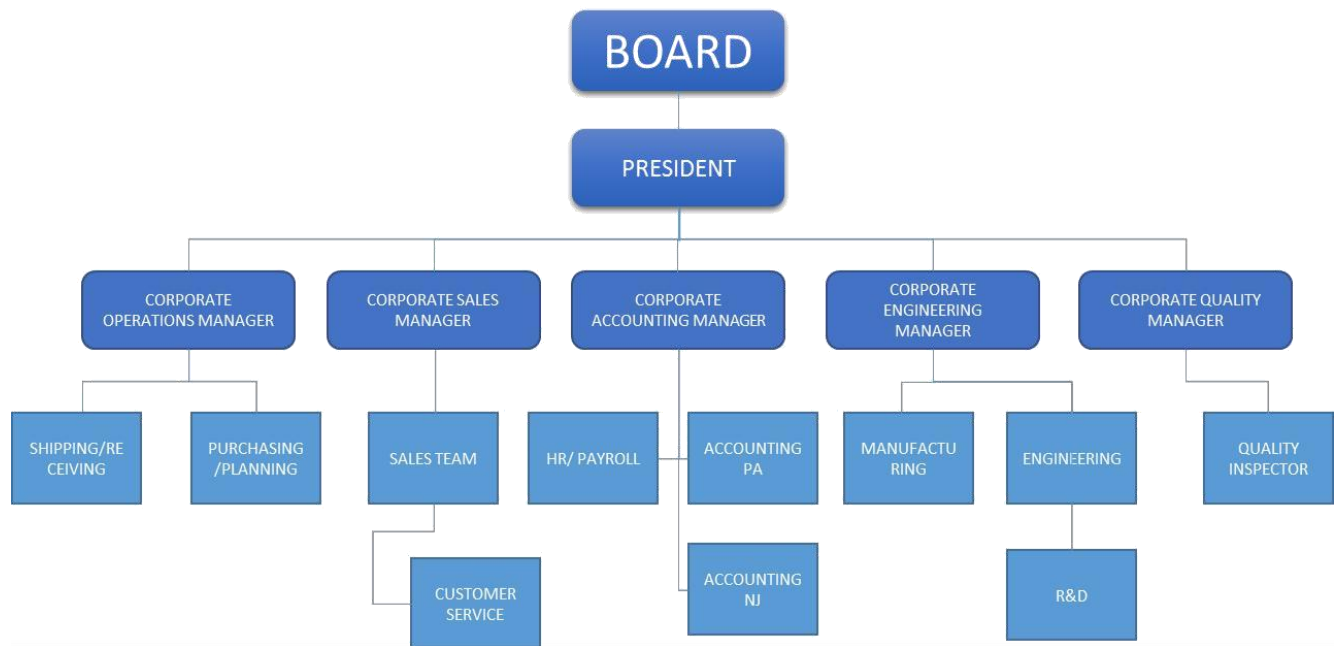 BOARD
PRESIDENT
CORPORATE
OPERATIONS MANAGER
CORPORATE SALES
MANAGER
CORPORATE
ACCOUNTING MANAGER
CORPORATE
ENGINEERING
MANAGER
CORPORATE QUALITY
MANAGER
SHIPPING/RE
CEIVING
PURCHASING
/PLANNING
SALES TEAM
HR/ PAYROLL
ACCOUNTING
PA
MANUFACTU
RING
ENGINEERING
QUALITY
INSPECTOR
CUSTOMER
SERVICE
ACCOUNTING
NJ
R&D